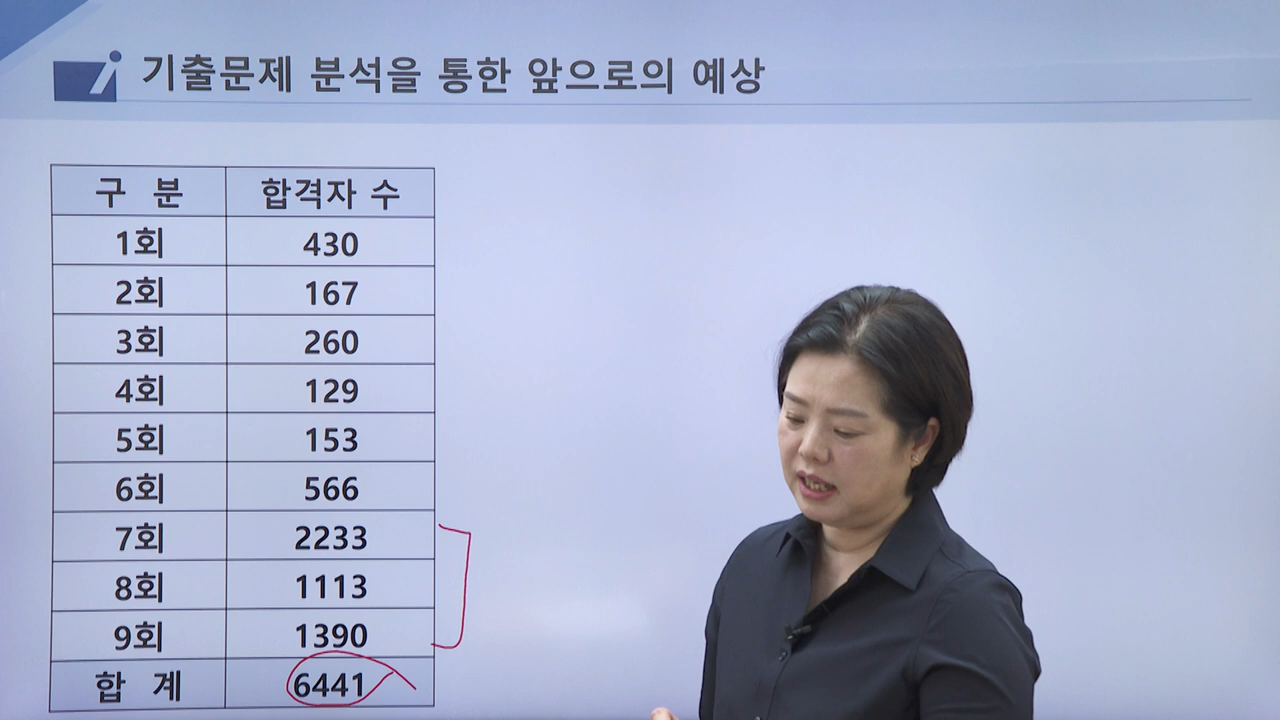 기출문제 분석을 통한 앞으로의 예상
구 분 합격자 수
1회 430
2회 167
3회 260
4회 129
5회 153
6회 566
7회 2233
8회 1113
9회 1390
합 계 6441